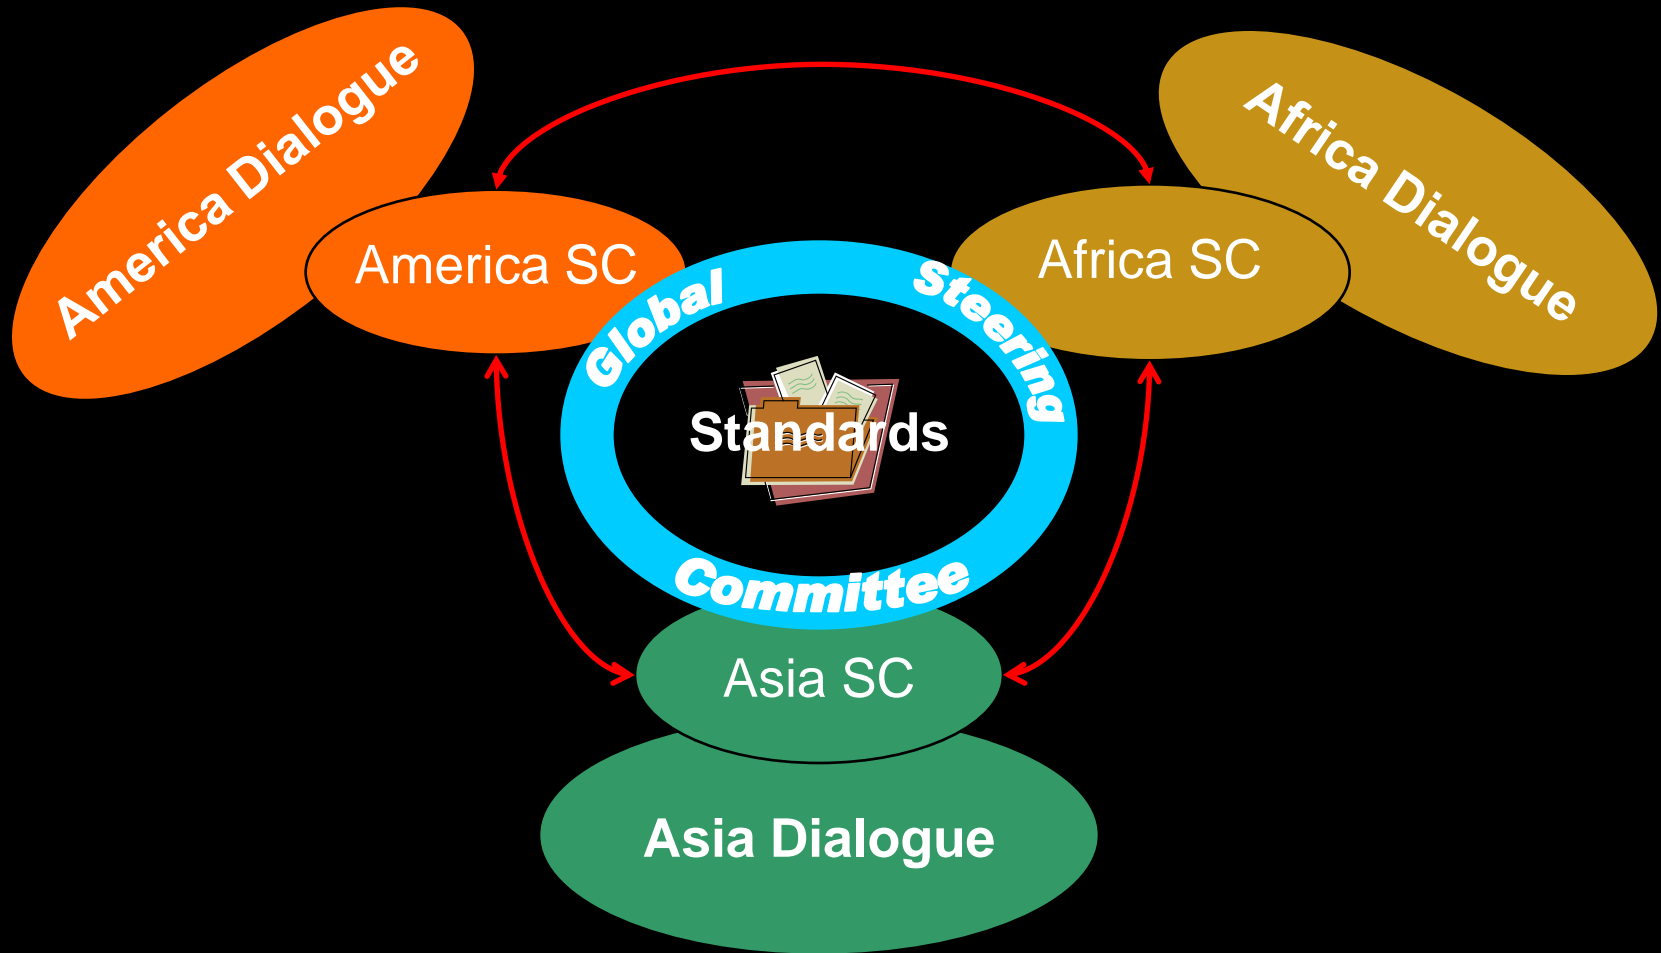 America Dialogue
Africa Dialogue
America SC
Africa SC
Global
Steering
Standards
Committee
Asia SC
Asia Dialogue